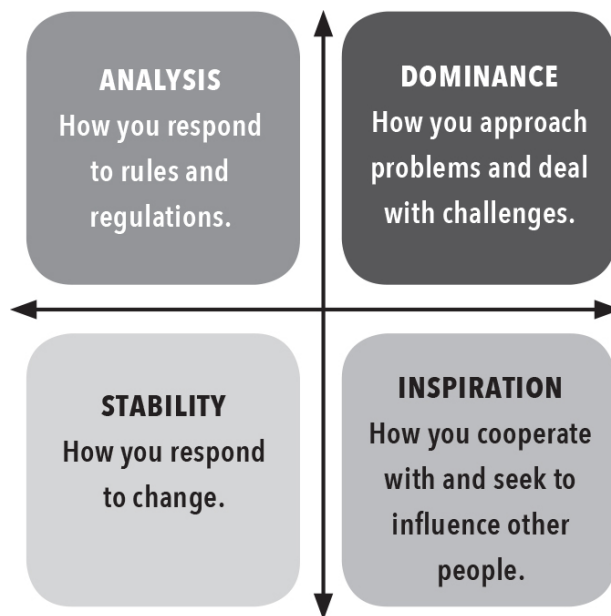 ANALYSIS
How you respond
to rules and
regulations.
DOMINANCE
How you approach
problems and deal
with challenges.
STABILITY
How you respond
to change.
INSPIRATION
How you cooperate
with and seek to
influence other
people.